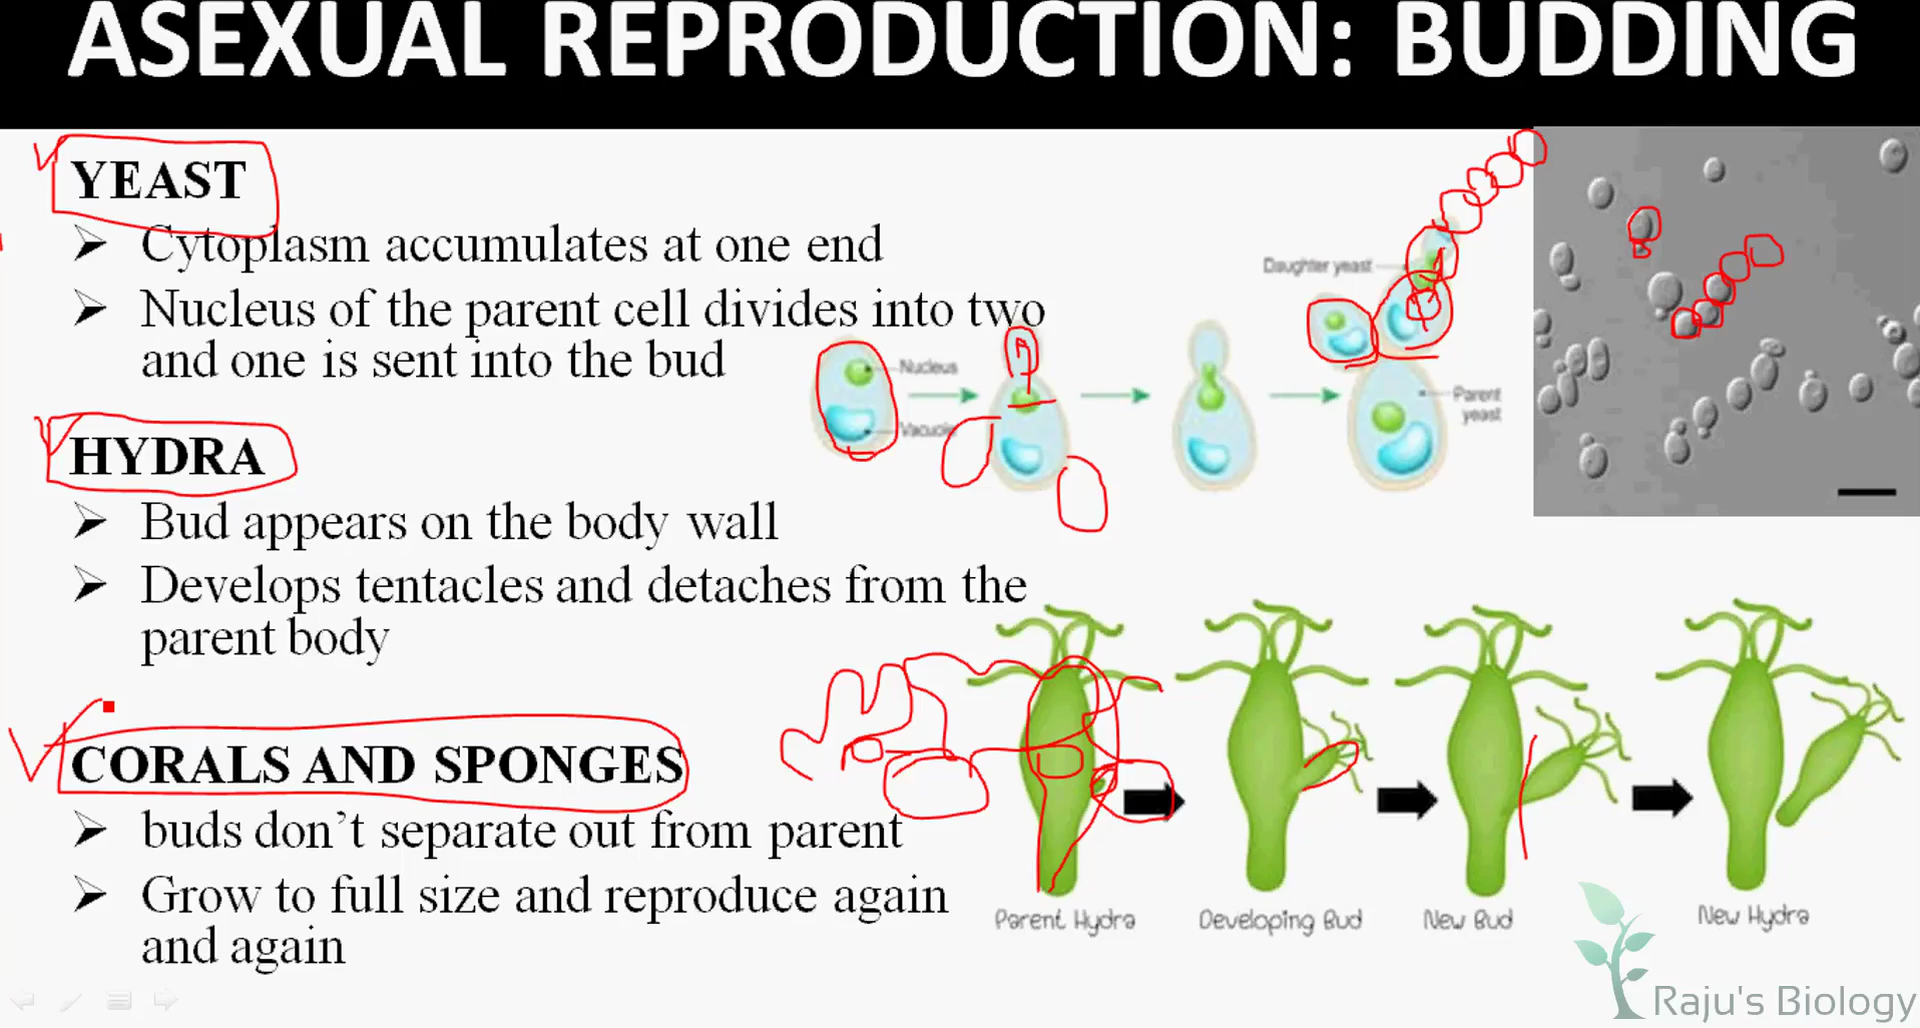 ASEXUAL REPRODUCTION: BUDDING
YEAST
➢ Cytoplasm accumulates at one end
➢ Nucleus of the parent cell divides into two
and one is sent into the bud
HYDRA
➢ Bud appears on the body wall
➢ Develops tentacles and detaches from the
parent body
CORALS AND SPONGES
➢ buds don't separate out from parent
➢ Grow to full size and reproduce again
and again
Nucleus
Vacuole
Daughter yeast
Parent
yeast
Parent Hydra
Developing Bud
New Bud
New Hydra
Raju's Biology